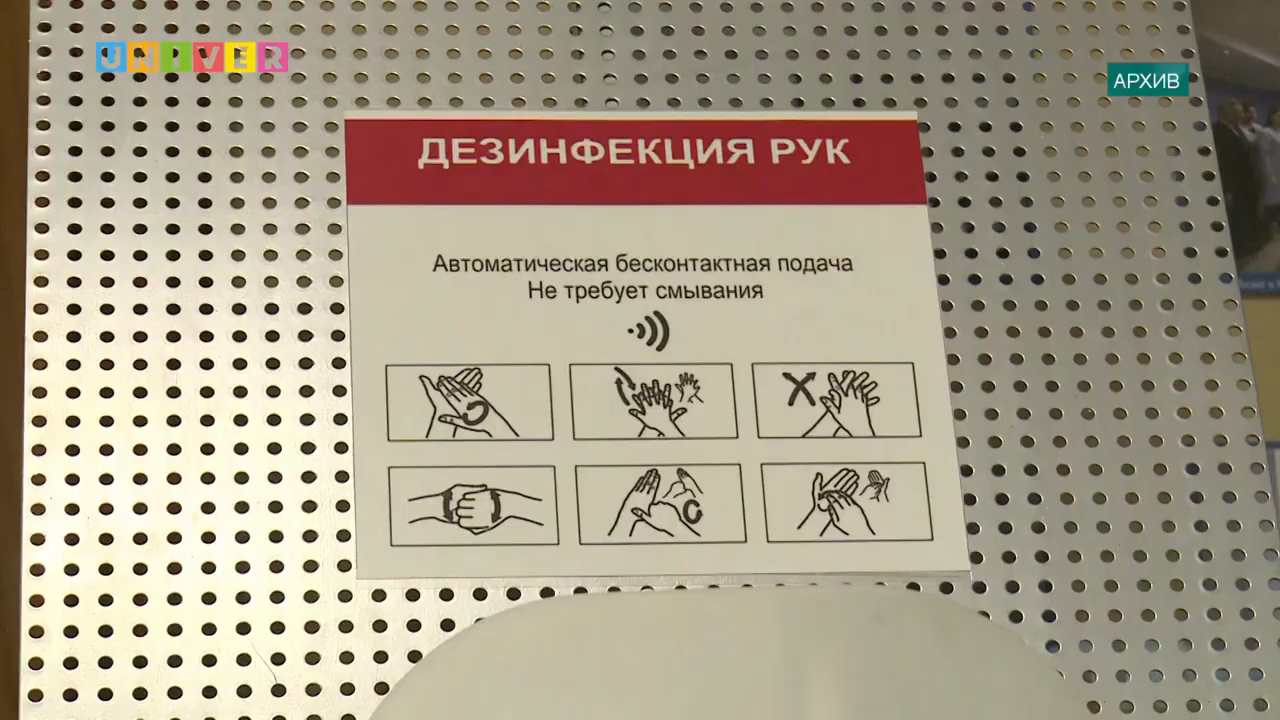 UNIVER
АРХИВ
ДЕЗИНФЕКЦИЯ РУК
Автоматическая бесконтактная подача
Не требует смывания